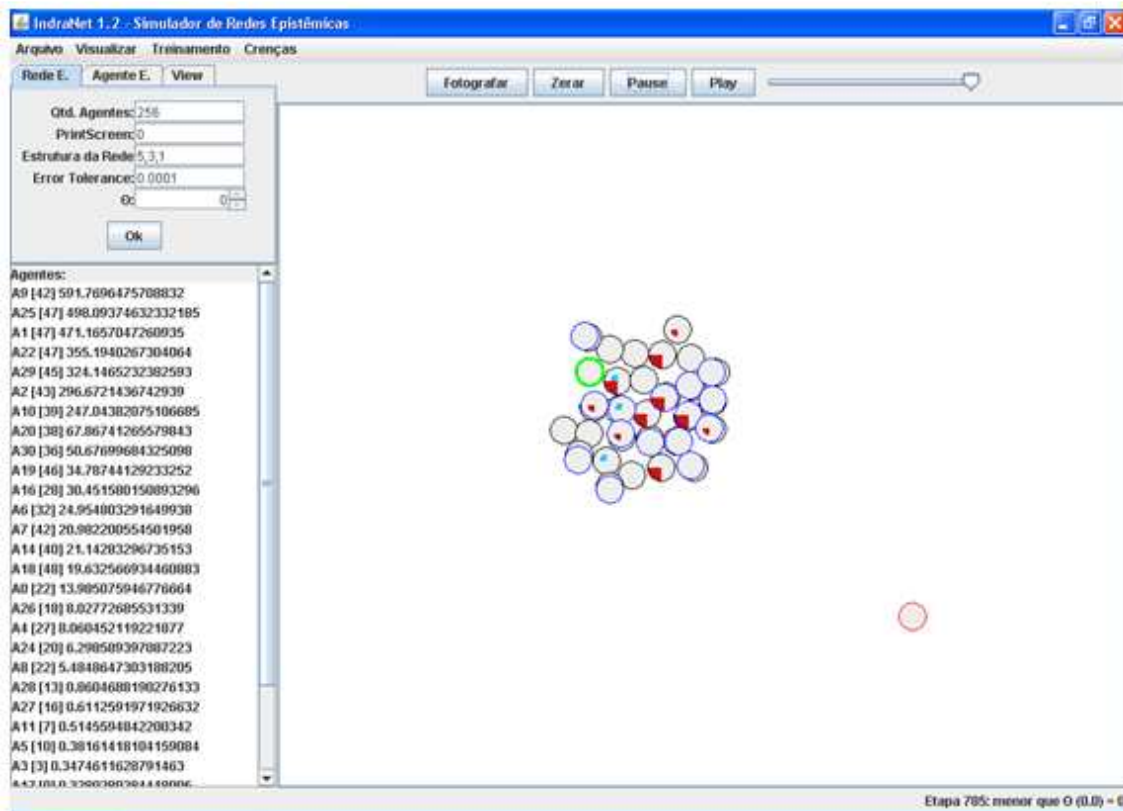 IndraNet 1.2 - Simulador de Redes Epistêmicas
Arquivo Visualizar Treinamento Crenças
Rede E. Agente E. View
Fotografar Zerar Pause Play
Qtd. Agentes: 256
PrintScreen: 0
Estrutura da Rede 5,3,1
Error Tolerance: 0.0001
Θ: 0
Ok
Agentes:
A9 [42] 591.7696475708832
A25 [47] 498.09374632332185
A1 [47] 471.1657047260935
A22 [47] 355.1940267304064
A29 [45] 324.1465232382593
A2 [43] 296.6721436742939
A10 [39] 247.04382075106685
A20 [38] 67.86741265579843
A30 [36] 50.67699684325098
A19 [46] 34.78744129233252
A16 [28] 30.451580150893296
A6 [32] 24.954803291649938
A7 [42] 20.982200554501958
A14 [40] 21.14283296735153
A18 [48] 19.632566934460883
A0 [22] 13.985075946776664
A26 [18] 8.02772685531339
A4 [27] 8.060452119221877
A24 [20] 6.298589397887223
A8 [22] 5.4848647303188205
A28 [13] 0.8604688190276133
A27 [16] 0.6112591971926632
A11 [7] 0.5145594842208342
A5 [10] 0.38161418104159084
A3 [3] 0.3474611628791463
Etapa 785: menor que Θ (0.0) = 0